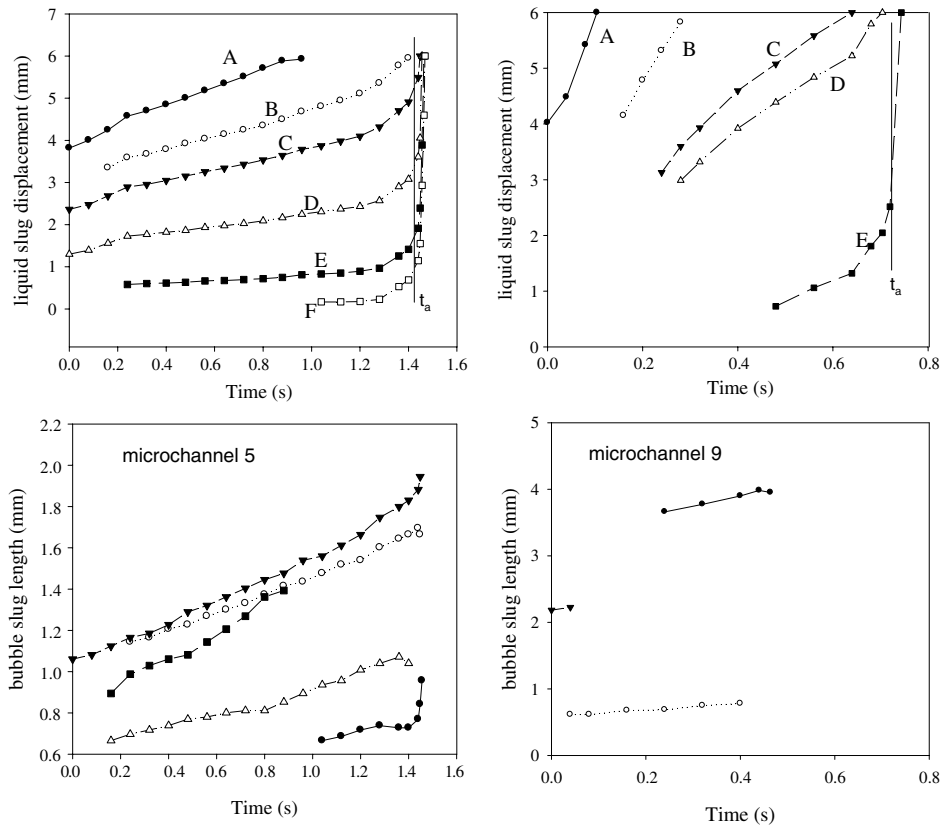 liquid slug displacement (mm)
7
6
5
4
3
2
1
0
A
B
C
D
E
F
t_a
0.0 0.2 0.4 0.6 0.8 1.0 1.2 1.4 1.6
Time (s)
liquid slug displacement (mm)
6
5
4
3
2
1
0
A
B
C
D
E
t_a
0.0 0.2 0.4 0.6 0.8
Time (s)
bubble slug length (mm)
2.2
2.0
1.8
1.6
1.4
1.2
1.0
0.8
0.6
microchannel 5
0.0 0.2 0.4 0.6 0.8 1.0 1.2 1.4 1.6
Time (s)
bubble slug length (mm)
5
4
3
2
1
0
microchannel 9
0.0 0.2 0.4 0.6 0.8
Time (s)